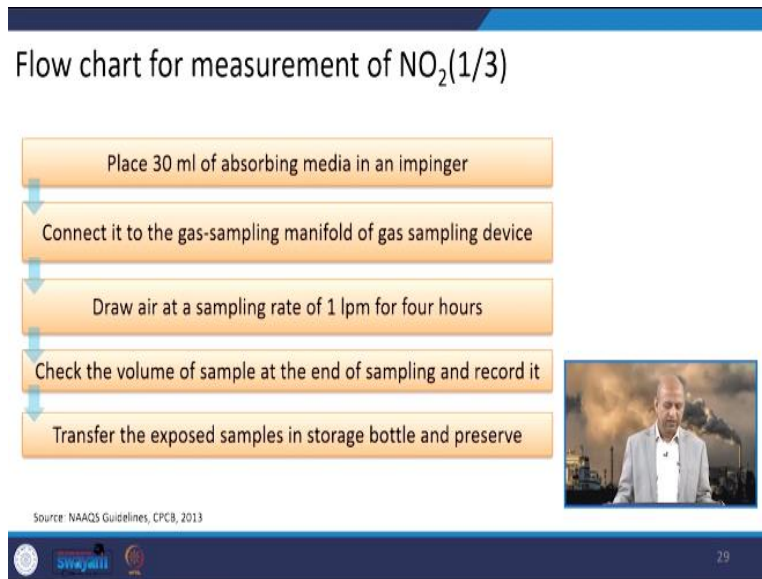 Flow chart for measurement of NO₂(1/3)
Place 30 ml of absorbing media in an impinger
Connect it to the gas-sampling manifold of gas sampling device
Draw air at a sampling rate of 1 lpm for four hours
Check the volume of sample at the end of sampling and record it
Transfer the exposed samples in storage bottle and preserve
Source: NAAQS Guidelines, CPCB, 2013
swayam
29